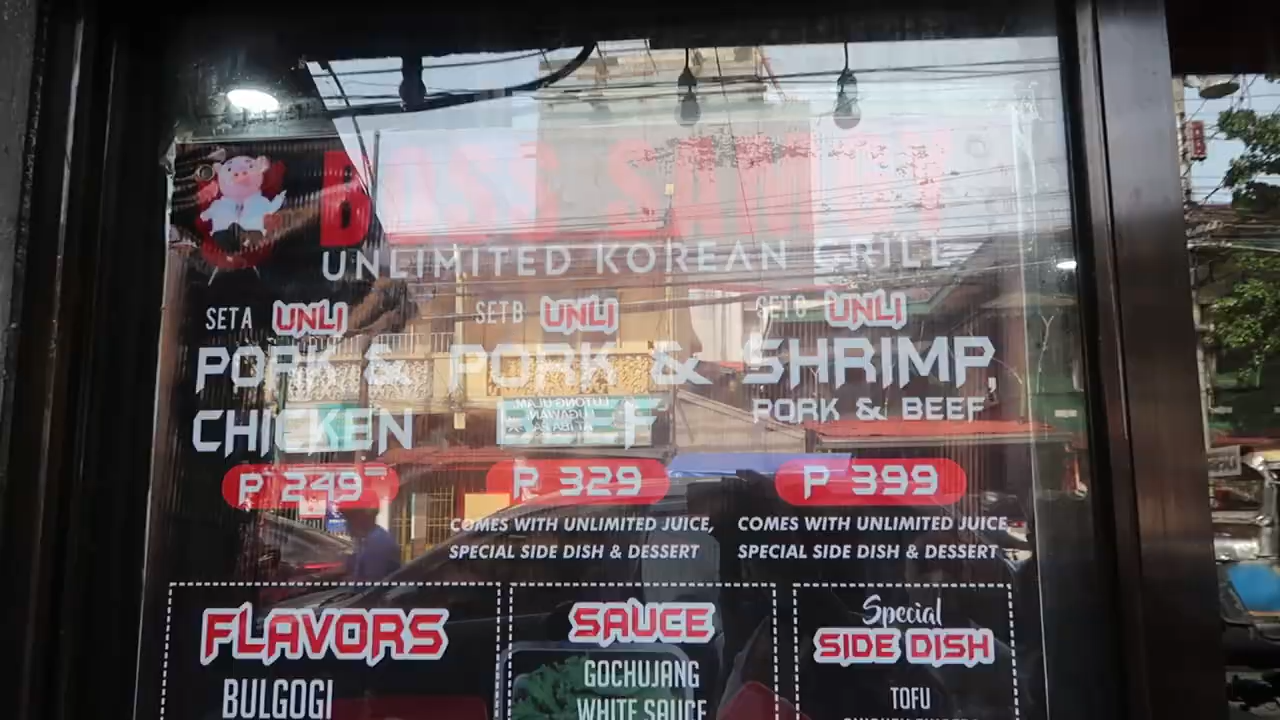 BOSS
UNLIMITED KOREAN GRILL
SET A UNLI
PORK &
CHICKEN
P 249
SET B UNLI
PORK &
BEEF
P 329
COMES WITH UNLIMITED JUICE,
SPECIAL SIDE DISH & DESSERT
SET C UNLI
SHRIMP,
PORK & BEEF
P 399
COMES WITH UNLIMITED JUICE,
SPECIAL SIDE DISH & DESSERT
FLAVORS
BULGOGI
SAUCE
GOCHUJANG
WHITE SAUCE
Special
SIDE DISH
TOFU